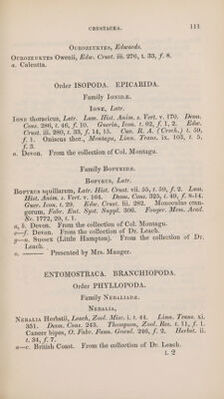 CRUSTACEA. 111
OUROZEUKTES, Edwards.
OUROZEUKTES Owenii, Edw. Crust. iii. 276, t. 33, f. 8.
a. Calcutta.
Order ISOPODA. EPICARIDA.
Family IONIDÆ.
IONE, Latr.
IONE thoracicus, Latr. Lam. Hist. Anim. s. Vert. v. 170. Desm.
Cons. 286, t. 46, f. 10. Guerin, Icon. t. 92, f. 1, 2. Edw.
Crust. iii. 280, t. 33, f. 14, 15. Cuv. R. A. (Croch.) t. 59,
f. 1. Oniscus thor., Montagu, Linn. Trans. ix. 103, t. 5,
f. 3.
a. Devon. From the collection of Col. Montagu.
Family BOPYRIDÆ.
BOPYRUS, Latr.
BOPYRUS squillarum, Latr. Hist. Crust. vii. 55, t. 59, f. 2. Lam.
Hist. Anim. s. Vert. v. 164. Desm. Cons. 325, t. 49, f. 8-14.
Guer. Icon. t. 29. Edw. Crust. iii. 282. Monoculus cran-
gorum, Fabr. Ent. Syst. Suppl. 306. Fouger. Mem. Acad.
Sc. 1772, 29, t. 1.
a, b. Devon. From the collection of Col. Montagu.
c—f. Devon. From the collection of Dr. Leach.
g—n. Sussex (Little Hampton). From the collection of Dr.
Leach.
o. ——— Presented by Mrs. Mauger.
ENTOMOSTRACA. BRANCHIOPODA.
Order PHYLLOPODA.
Family NEBALIADÆ.
NEBALIA,
NEBALIA Herbstii, Leach, Zool. Misc. i. t. 44. Linn. Trans. xi.
351. Desm. Cons. 243. Thompson, Zool. Res. t. 11, f. 1.
Cancer bipes, O. Fabr. Faun. Groenl. 246, f. 2. Herbst. ii.
t. 34, f. 7.
a—c. British Coast. From the collection of Dr. Leach.
L 2